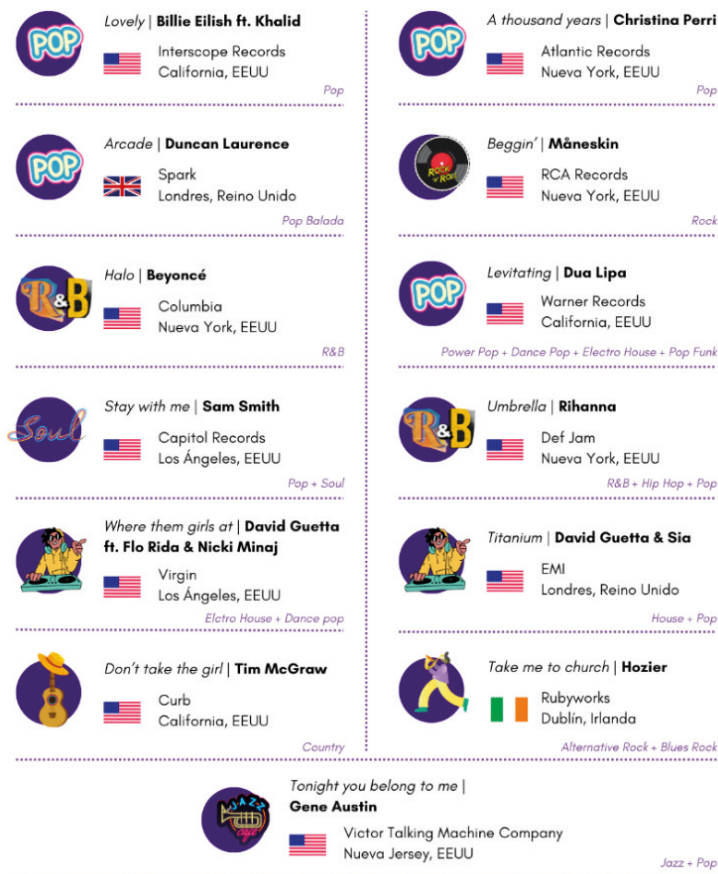 POP
Lovely | Billie Eilish ft. Khalid
Interscope Records
California, EEUU
Pop
POP
Arcade | Duncan Laurence
Spark
Londres, Reino Unido
Pop Balada
R&B
Halo | Beyoncé
Columbia
Nueva York, EEUU
R&B
Soul
Stay with me | Sam Smith
Capitol Records
Los Ángeles, EEUU
Pop + Soul
Where them girls at | David Guetta
ft. Flo Rida & Nicki Minaj
Virgin
Los Ángeles, EEUU
Elctro House + Dance pop
Don't take the girl | Tim McGraw
Curb
California, EEUU
Country
POP
A thousand years | Christina Perri
Atlantic Records
Nueva York, EEUU
Pop
Beggin' | Måneskin
RCA Records
Nueva York, EEUU
Rock
POP
Levitating | Dua Lipa
Warner Records
California, EEUU
Power Pop + Dance Pop + Electro House + Pop Funk
R&B
Umbrella | Rihanna
Def Jam
Nueva York, EEUU
R&B + Hip Hop + Pop
Titanium | David Guetta & Sia
EMI
Londres, Reino Unido
House + Pop
Take me to church | Hozier
Rubyworks
Dublín, Irlanda
Alternative Rock + Blues Rock
JAZZ
Tonight you belong to me |
Gene Austin
Victor Talking Machine Company
Nueva Jersey, EEUU
Jazz + Pop